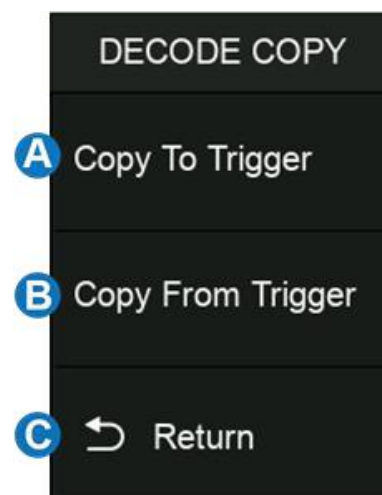 DECODE COPY
A Copy To Trigger
B Copy From Trigger
C Return